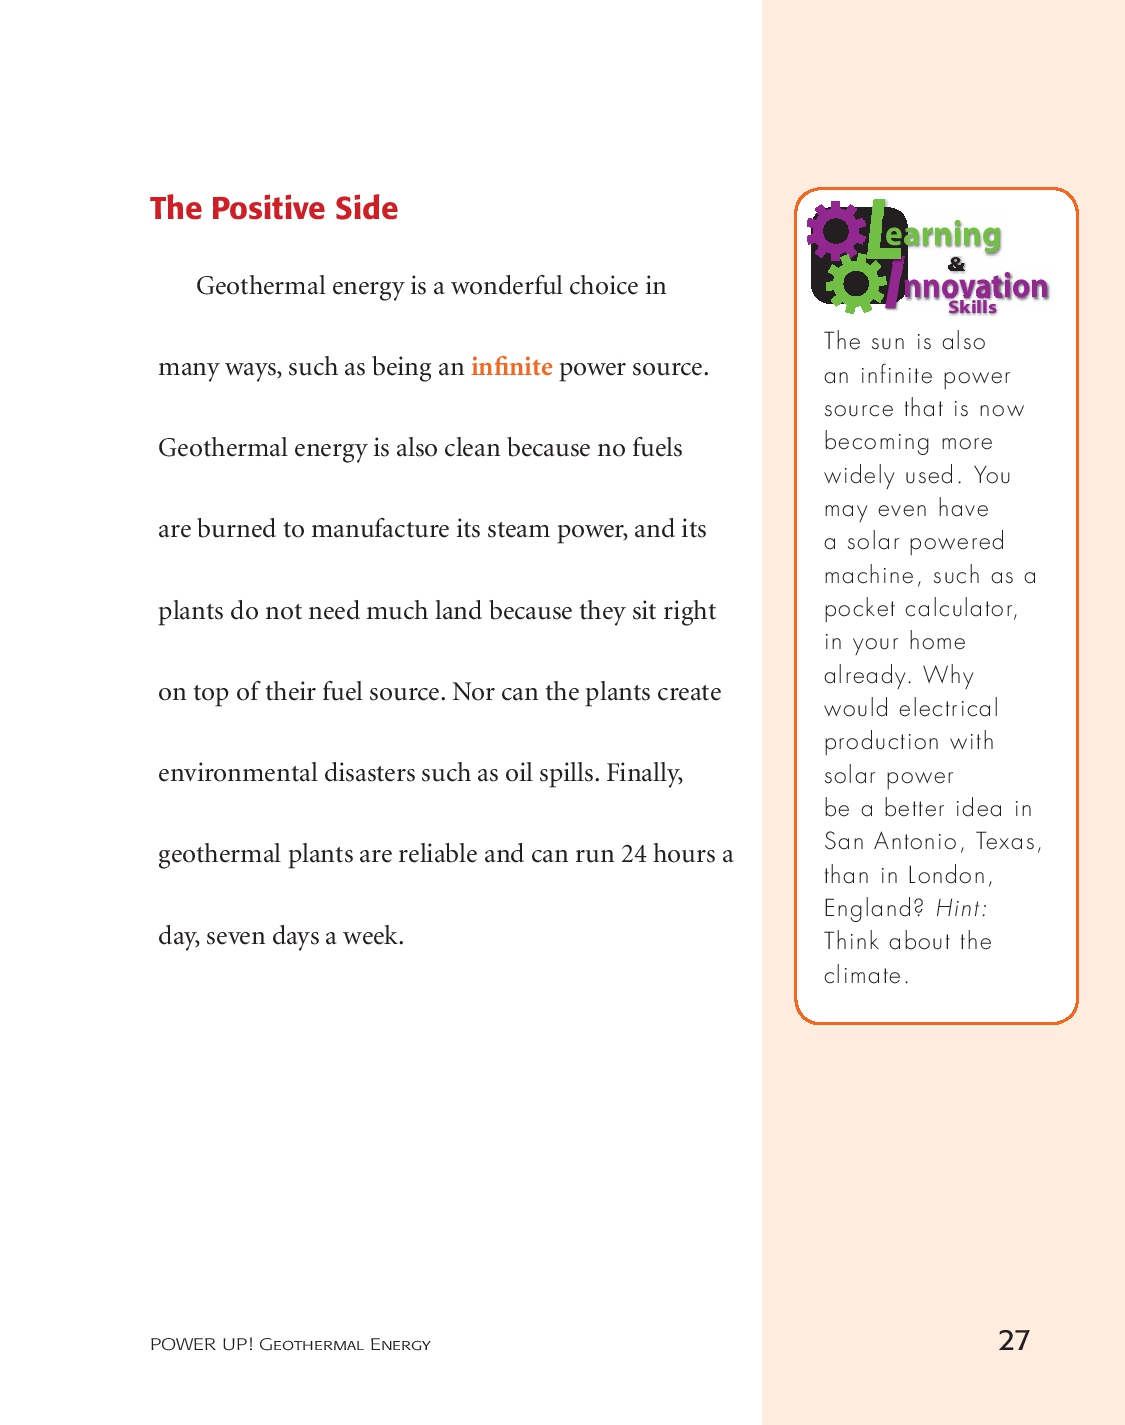 The Positive Side
Geothermal energy is a wonderful choice in
many ways, such as being an infinite power source.
Geothermal energy is also clean because no fuels
are burned to manufacture its steam power, and its
plants do not need much land because they sit right
on top of their fuel source. Nor can the plants create
environmental disasters such as oil spills. Finally,
geothermal plants are reliable and can run 24 hours a
day, seven days a week.
Learning
&
Innovation
Skills
The sun is also
an infinite power
source that is now
becoming more
widely used. You
may even have
a solar powered
machine, such as a
pocket calculator,
in your home
already. Why
would electrical
production with
solar power
be a better idea in
San Antonio, Texas,
than in London,
England? Hint:
Think about the
climate.
POWER UP! Geothermal Energy
27